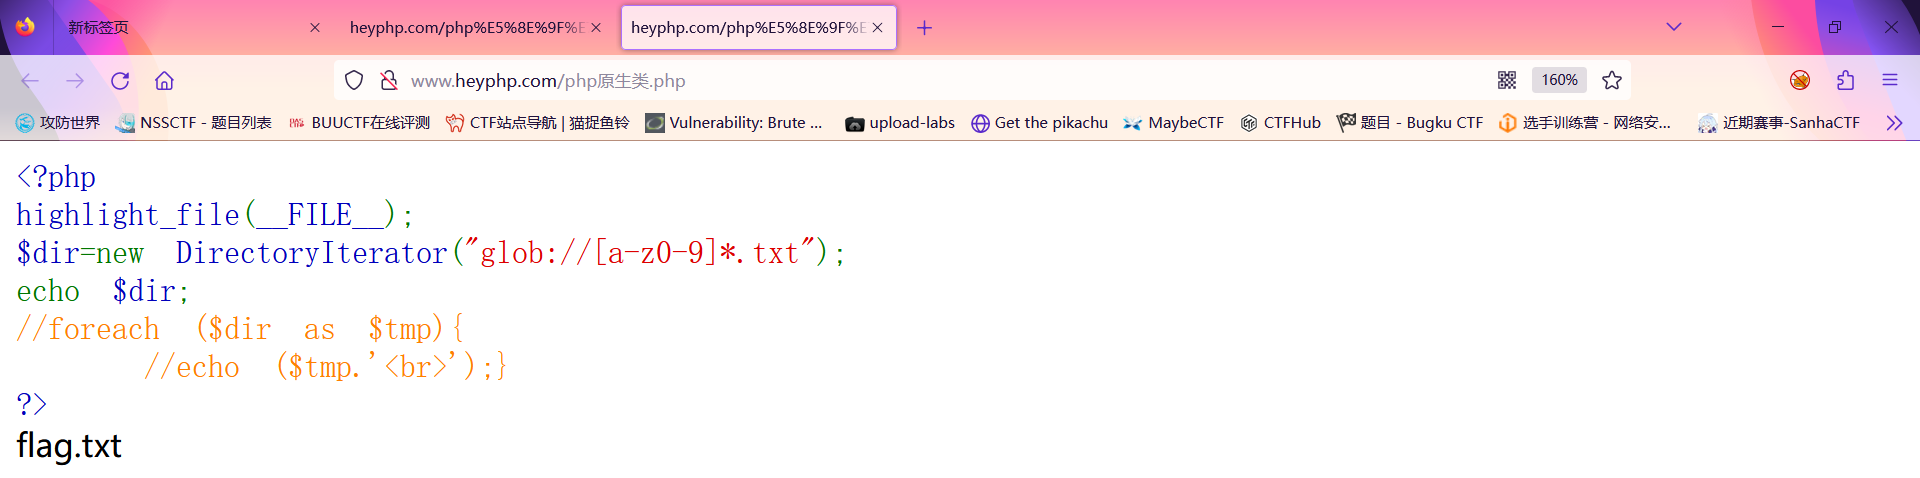 新标签页
heyphp.com/php%E5%8E%9F%E
heyphp.com/php%E5%8E%9F%E
www.heyphp.com/php原生类.php
160%
攻防世界
NSSCTF - 题目列表
BUUCTF在线评测
CTF站点导航 | 猫捉鱼铃
Vulnerability: Brute ...
upload-labs
Get the pikachu
MaybeCTF
CTFHub
题目 - Bugku CTF
选手训练营 - 网络安...
近期赛事-SanhaCTF
<?php
highlight_file(__FILE__);
$dir=new DirectoryIterator("glob://[a-z0-9]*.txt");
echo $dir;
//foreach ($dir as $tmp){
//echo ($tmp.'<br>');}
?>
flag.txt